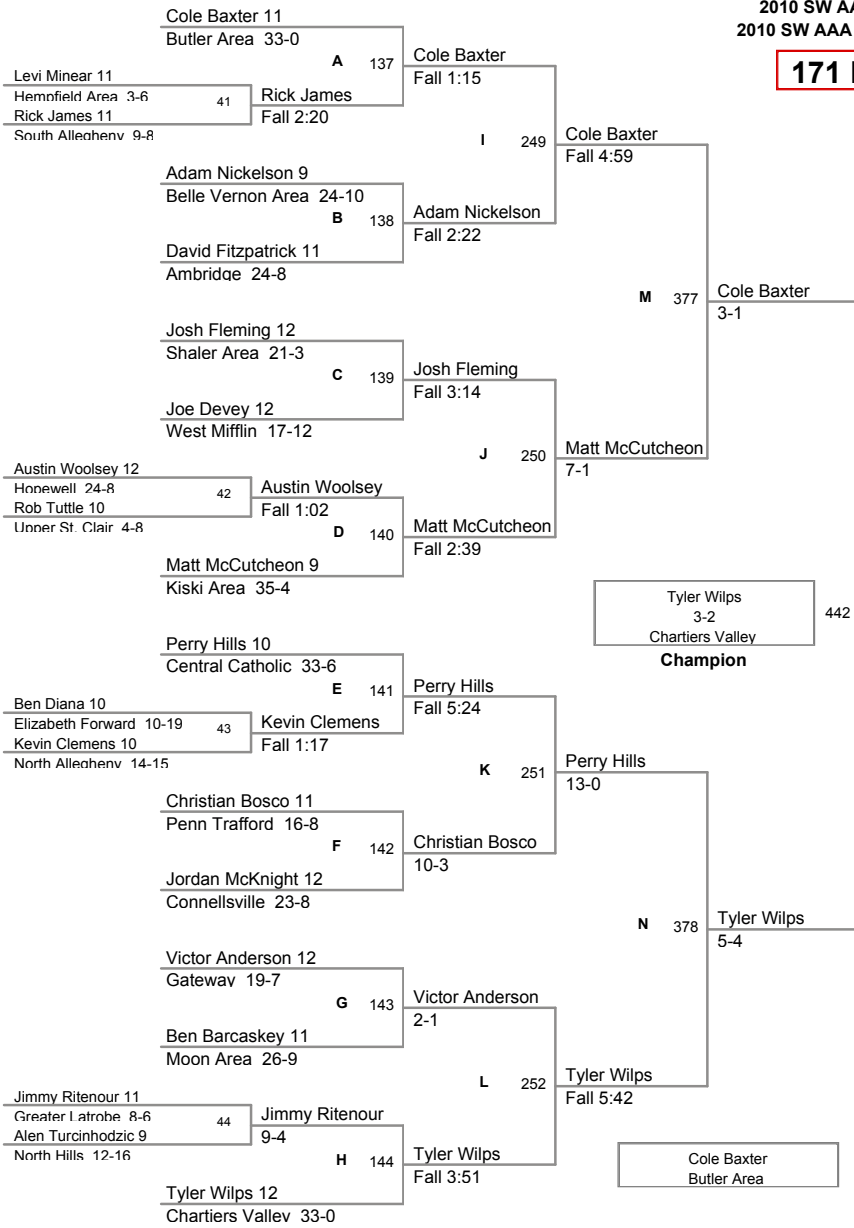 2010 SW AA
2010 SW AAA
171
Cole Baxter 11
Butler Area 33-0
A 137
Cole Baxter
Fall 1:15
Levi Minear 11
Hempfield Area 3-6
41
Rick James 11
South Allegheny 9-8
Rick James
Fall 2:20
I 249
Cole Baxter
Fall 4:59
Adam Nickelson 9
Belle Vernon Area 24-10
B 138
Adam Nickelson
Fall 2:22
David Fitzpatrick 11
Ambridge 24-8
M 377
Cole Baxter
3-1
Josh Fleming 12
Shaler Area 21-3
C 139
Josh Fleming
Fall 3:14
Joe Devey 12
West Mifflin 17-12
J 250
Matt McCutcheon
7-1
Austin Woolsey 12
Hopewell 24-8
42
Rob Tuttle 10
Upper St. Clair 4-8
Austin Woolsey
Fall 1:02
D 140
Matt McCutcheon
Fall 2:39
Matt McCutcheon 9
Kiski Area 35-4
Tyler Wilps
3-2
Chartiers Valley
442
Champion
Perry Hills 10
Central Catholic 33-6
E 141
Perry Hills
Fall 5:24
Ben Diana 10
Elizabeth Forward 10-19
43
Kevin Clemens 10
North Allegheny 14-15
Kevin Clemens
Fall 1:17
K 251
Perry Hills
13-0
Christian Bosco 11
Penn Trafford 16-8
F 142
Christian Bosco
10-3
Jordan McKnight 12
Connellsville 23-8
N 378
Tyler Wilps
5-4
Victor Anderson 12
Gateway 19-7
G 143
Victor Anderson
2-1
Ben Barcaskey 11
Moon Area 26-9
L 252
Tyler Wilps
Fall 5:42
Jimmy Ritenour 11
Greater Latrobe 8-6
44
Alen Turcinhodzic 9
North Hills 12-16
Jimmy Ritenour
9-4
H 144
Tyler Wilps
Fall 3:51
Tyler Wilps 12
Chartiers Valley 33-0
Cole Baxter
Butler Area